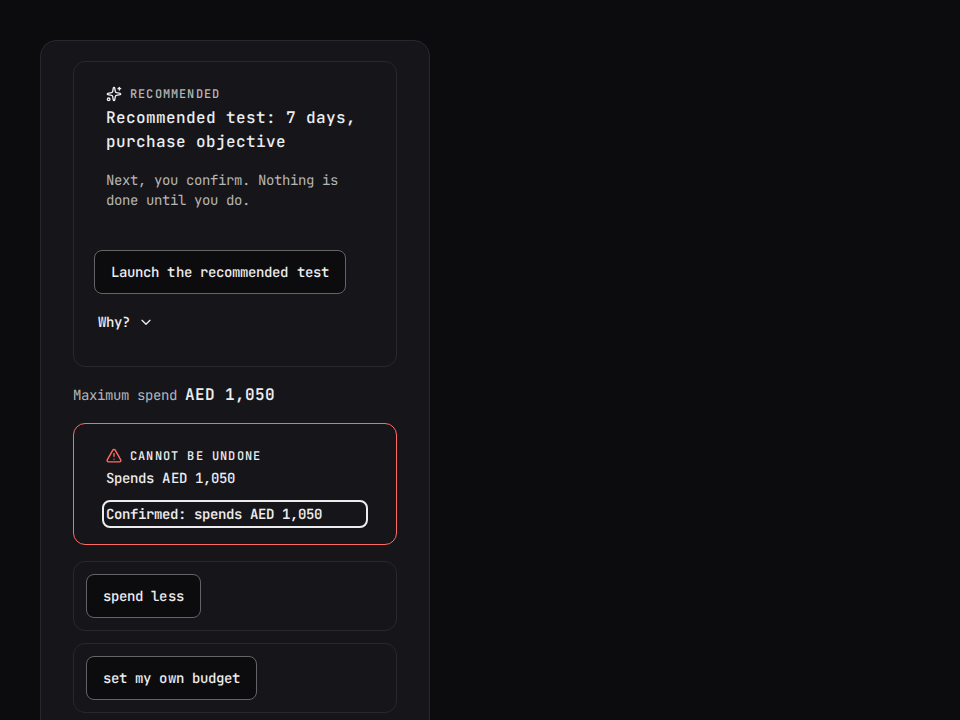 RECOMMENDED
Recommended test: 7 days,
purchase objective
Next, you confirm. Nothing is
done until you do.
Launch the recommended test
Why?
Maximum spend AED 1,050
CANNOT BE UNDONE
Spends AED 1,050
Confirmed: spends AED 1,050
spend less
set my own budget